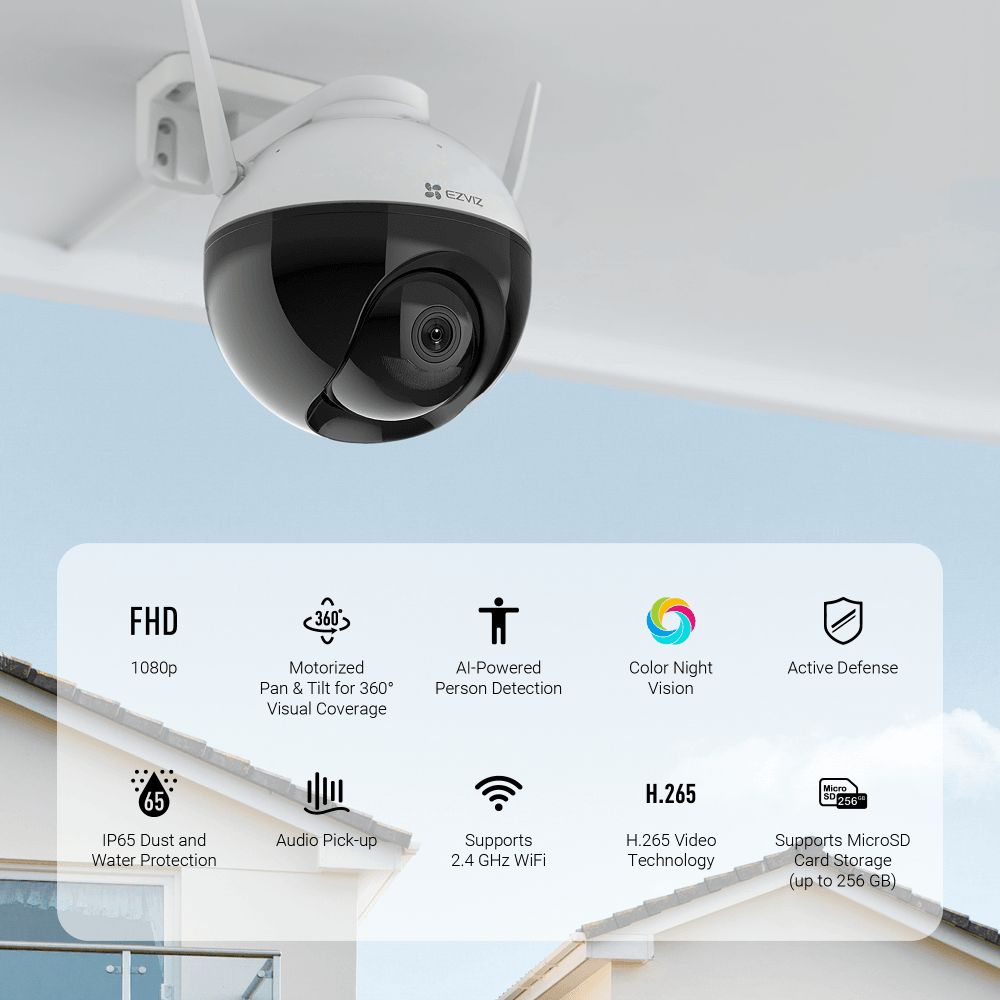 EZVIZ
FHD
1080p
360°
Motorized
Pan & Tilt for 360°
Visual Coverage
AI-Powered
Person Detection
Color Night
Vision
Active Defense
65
IP65 Dust and
Water Protection
Audio Pick-up
Supports
2.4 GHz WiFi
H.265
H.265 Video
Technology
Micro
SD
256GB
Supports MicroSD
Card Storage
(up to 256 GB)